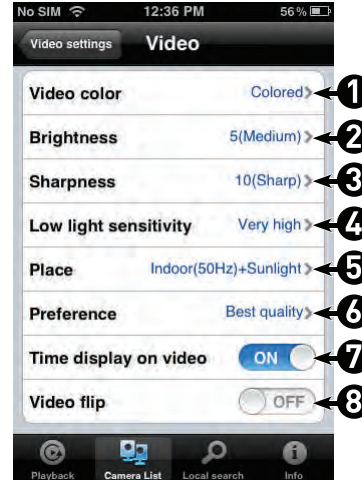 No SIM 12:36 PM 56%
Video settings Video
Video color Colored 1
Brightness 5(Medium) 2
Sharpness 10(Sharp) 3
Low light sensitivity Very high 4
Place Indoor(50Hz)+Sunlight 5
Preference Best quality 6
Time display on video ON 7
Video flip OFF 8
Playback Camera List Local search Info